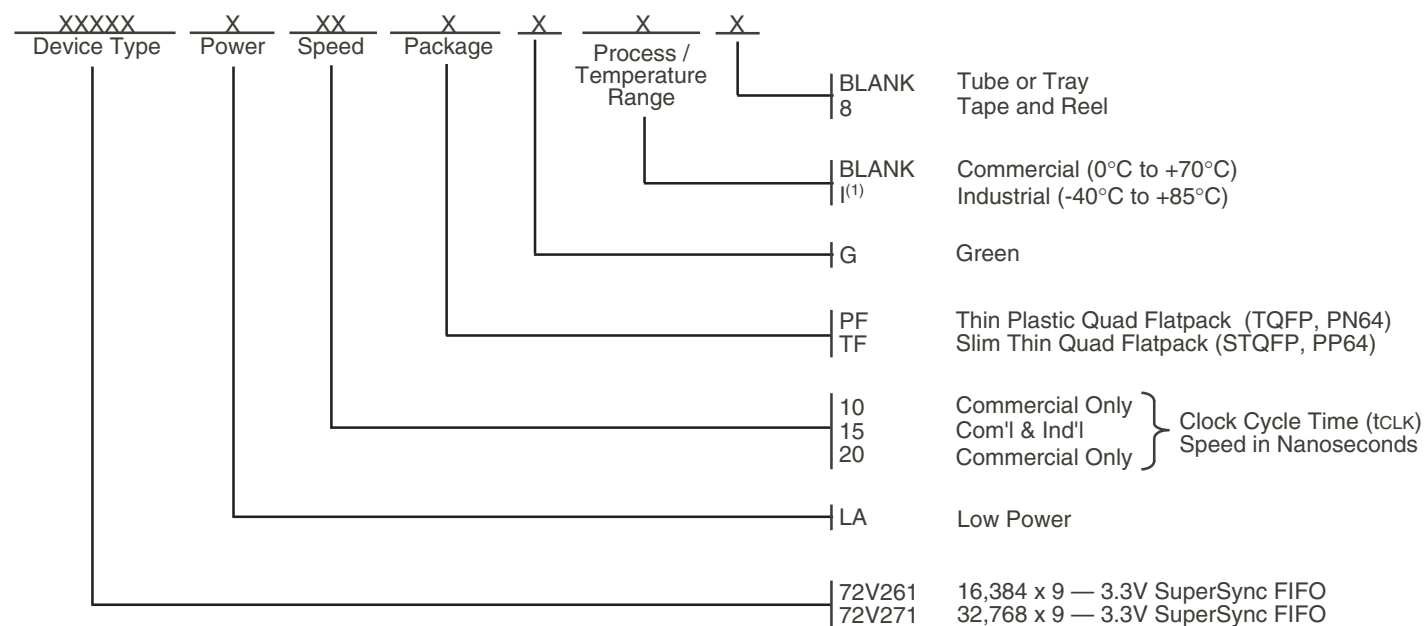 XXXXX X XX X X X X
Device Type Power Speed Package
Process /
Temperature
Range
BLANK Tube or Tray
8 Tape and Reel
BLANK Commercial (0°C to +70°C)
I(1) Industrial (-40°C to +85°C)
G Green
PF Thin Plastic Quad Flatpack (TQFP, PN64)
TF Slim Thin Quad Flatpack (STQFP, PP64)
10 Commercial Only
15 Com'l & Ind'l
20 Commercial Only
Clock Cycle Time (tCLK)
Speed in Nanoseconds
LA Low Power
72V261 16,384 x 9 — 3.3V SuperSync FIFO
72V271 32,768 x 9 — 3.3V SuperSync FIFO